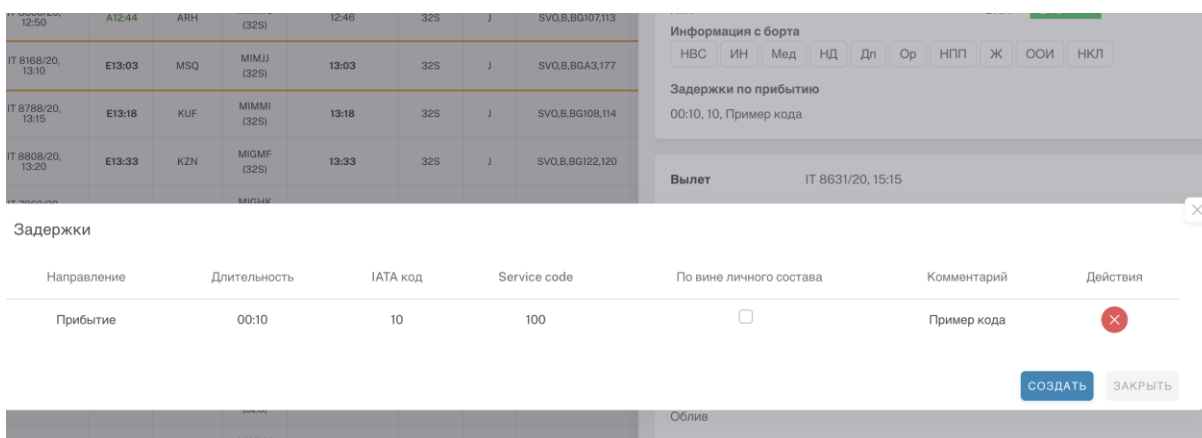 12:50 A12:44 ARH (32S) 12:46 32S J SVO,B,BG107,113
Информация с борта
НВС ИН Мед НД Дп Ор НПП Ж ООИ НКЛ
IT 8168/20, 13:10 E13:03 MSQ MIMJJ (32S) 13:03 32S J SVO,B,BGA3,177
Задержки по прибытию
IT 8788/20, 13:15 E13:18 KUF MIMMI (32S) 13:18 32S J SVO,B,BG108,114
00:10, 10, Пример кода
IT 8808/20, 13:20 E13:33 KZN MIGMF (32S) 13:33 32S J SVO,B,BG122,120
Вылет IT 8631/20, 15:15
Задержки
Направление Длительность IATA код Service code По вине личного состава Комментарий Действия
Прибытие 00:10 10 100 Пример кода
СОЗДАТЬ ЗАКРЫТЬ
Облив